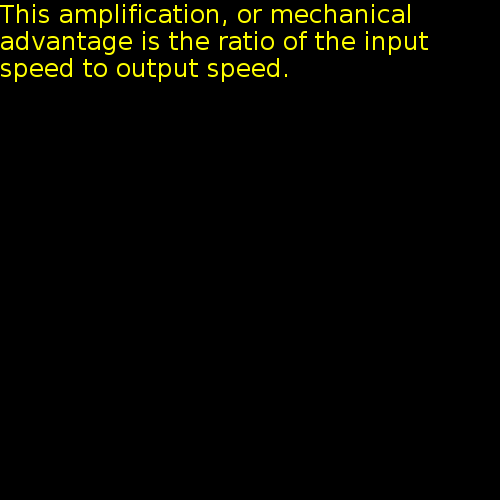 This amplification, or mechanical
advantage is the ratio of the input
speed to output speed.